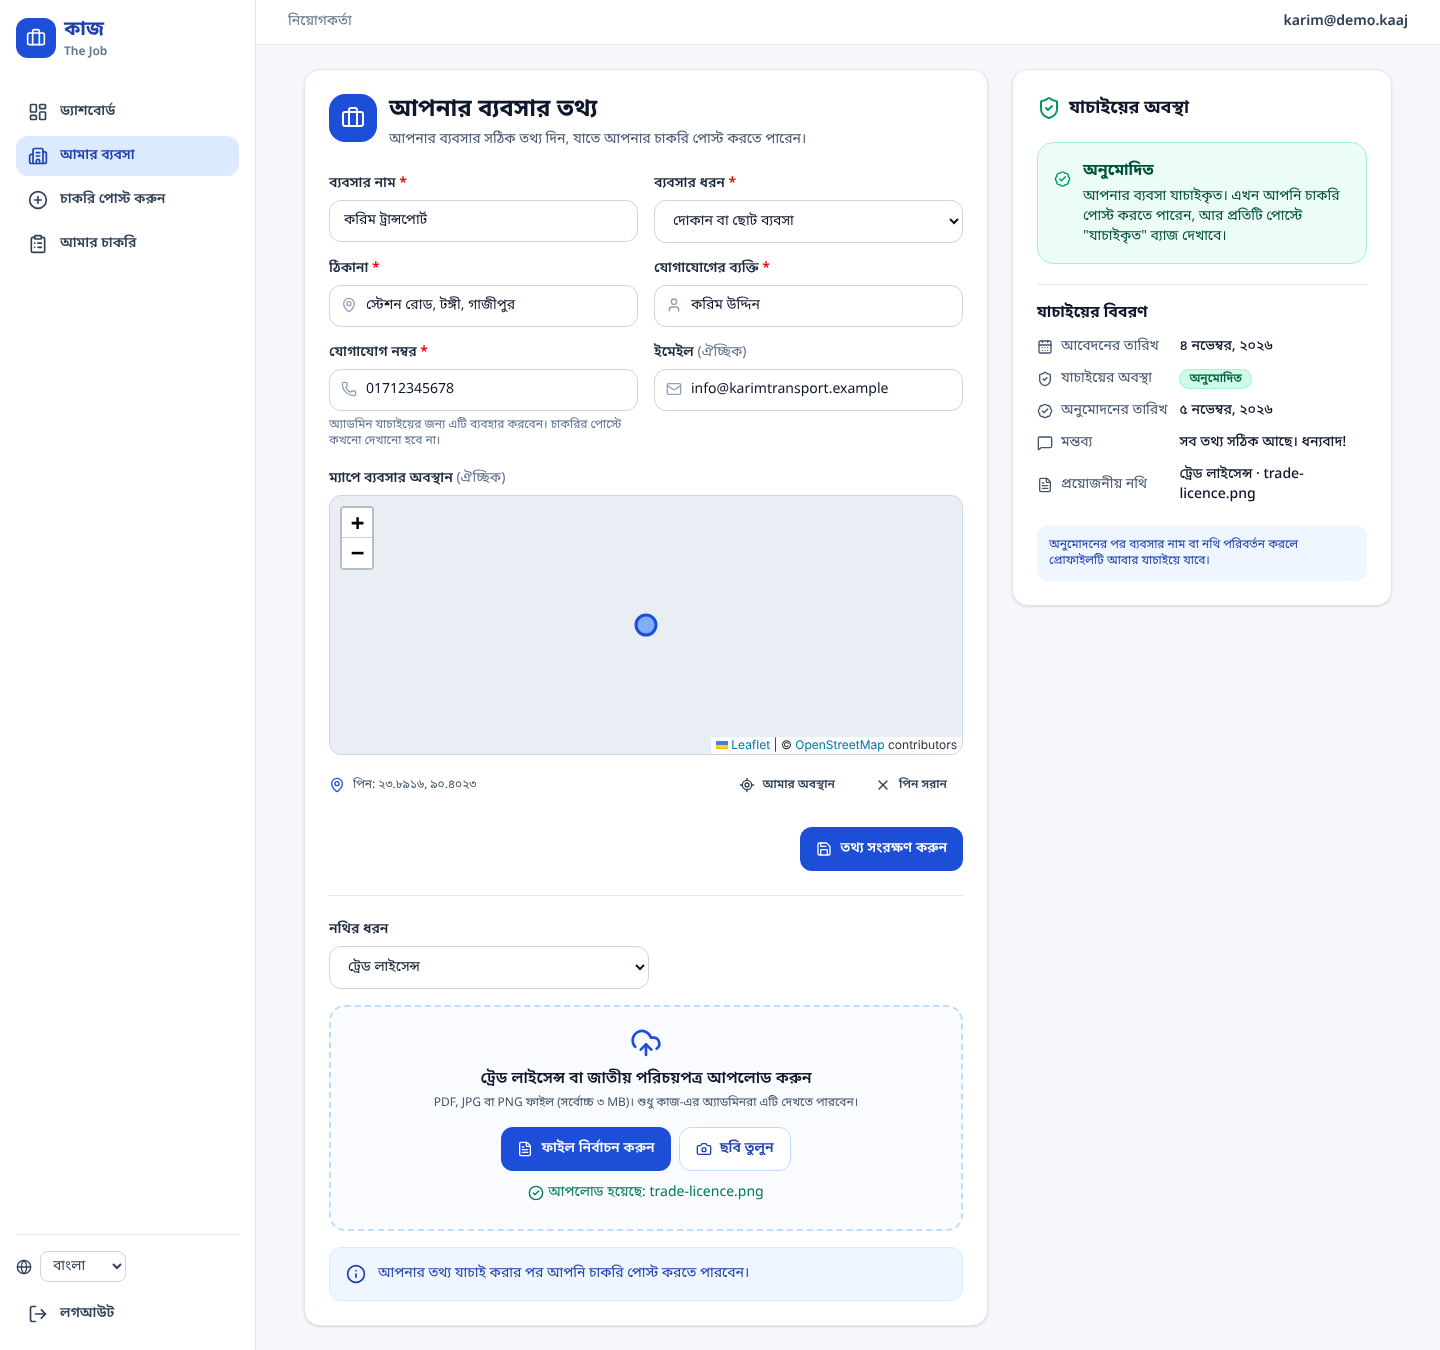 কাজ
The Job
ড্যাশবোর্ড
আমার ব্যবসা
চাকরি পোস্ট করুন
আমার চাকরি
বাংলা
লগআউট
নিয়োগকর্তা
karim@demo.kaaj
আপনার ব্যবসার তথ্য
আপনার ব্যবসার সঠিক তথ্য দিন, যাতে আপনার চাকরি পোস্ট করতে পারেন।
ব্যবসার নাম *
করিম ট্রান্সপোর্ট
ব্যবসার ধরন *
দোকান বা ছোট ব্যবসা
ঠিকানা *
স্টেশন রোড, টঙ্গী, গাজীপুর
যোগাযোগের ব্যক্তি *
করিম উদ্দিন
যোগাযোগ নম্বর *
01712345678
অ্যাডমিন যাচাইয়ের জন্য এটি ব্যবহার করবেন। চাকরির পোস্টে
কখনো দেখানো হবে না।
ইমেইল (ঐচ্ছিক)
info@karimtransport.example
ম্যাপে ব্যবসার অবস্থান (ঐচ্ছিক)
+
−
Leaflet | © OpenStreetMap contributors
পিন: ২৩.৮৯১৬, ৯০.৪০২৩
আমার অবস্থান
পিন সরান
তথ্য সংরক্ষণ করুন
নথির ধরন
ট্রেড লাইসেন্স
ট্রেড লাইসেন্স বা জাতীয় পরিচয়পত্র আপলোড করুন
PDF, JPG বা PNG ফাইল (সর্বোচ্চ ৩ MB)। শুধু কাজ-এর অ্যাডমিনরা এটি দেখতে পারবেন।
ফাইল নির্বাচন করুন
ছবি তুলুন
আপলোড হয়েছে: trade-licence.png
আপনার তথ্য যাচাই করার পর আপনি চাকরি পোস্ট করতে পারবেন।
যাচাইয়ের অবস্থা
অনুমোদিত
আপনার ব্যবসা যাচাইকৃত। এখন আপনি চাকরি
পোস্ট করতে পারেন, আর প্রতিটি পোস্টে
"যাচাইকৃত" ব্যাজ দেখাবে।
যাচাইয়ের বিবরণ
আবেদনের তারিখ ৪ নভেম্বর, ২০২৬
যাচাইয়ের অবস্থা অনুমোদিত
অনুমোদনের তারিখ ৫ নভেম্বর, ২০২৬
মন্তব্য সব তথ্য সঠিক আছে। ধন্যবাদ!
প্রয়োজনীয় নথি ট্রেড লাইসেন্স · trade-
licence.png
অনুমোদনের পর ব্যবসার নাম বা নথি পরিবর্তন করলে
প্রোফাইলটি আবার যাচাইয়ে যাবে।